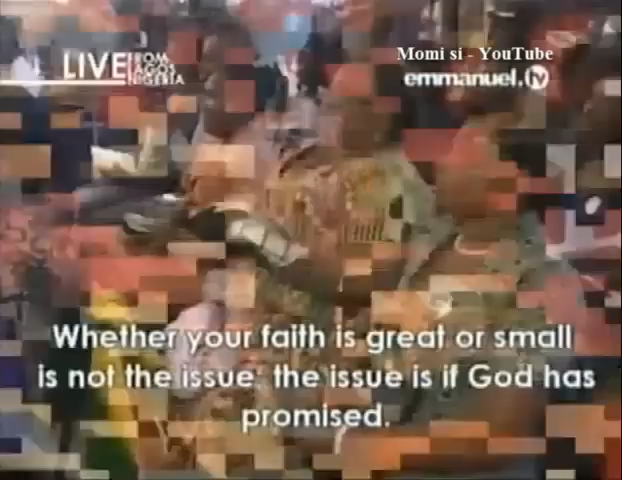 LIVE FROM LAGOS NIGERIA
Momi si - YouTube
emmanuel.tv
Whether your faith is great or small
is not the issue; the issue is if God has
promised.